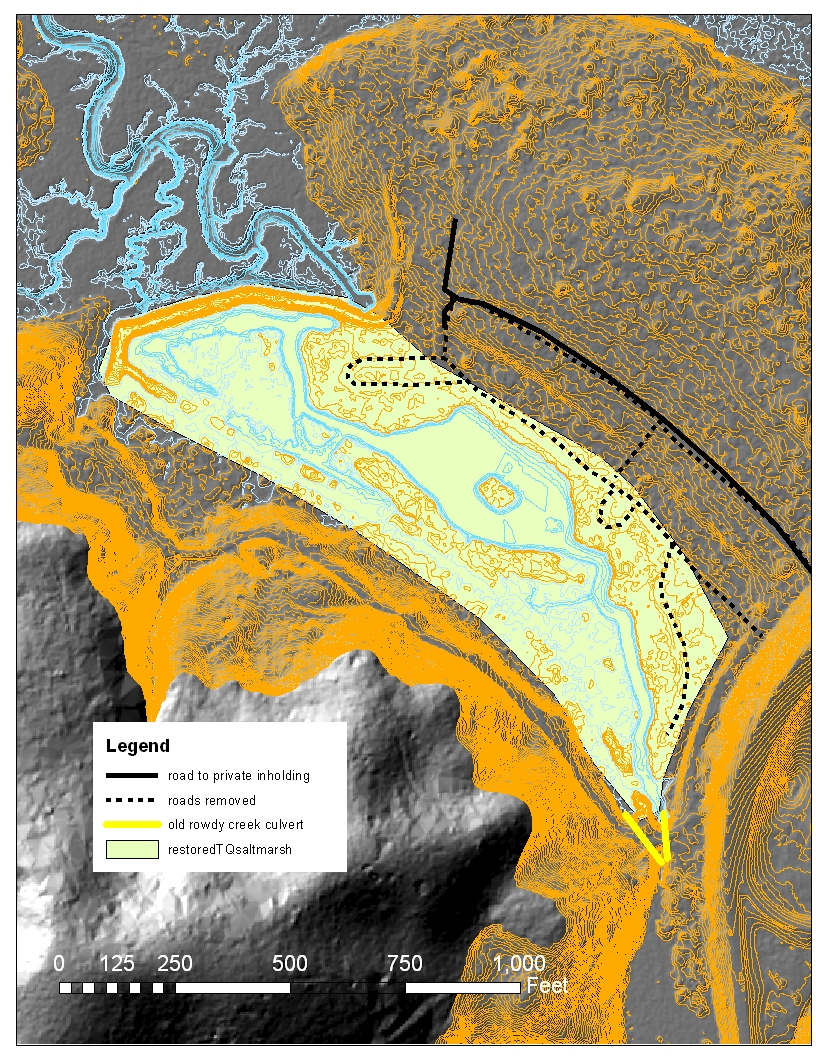 Legend
road to private inholding
roads removed
old rowdy creek culvert
restoredTQsaltmarsh
0 125 250 500 750 1,000
Feet